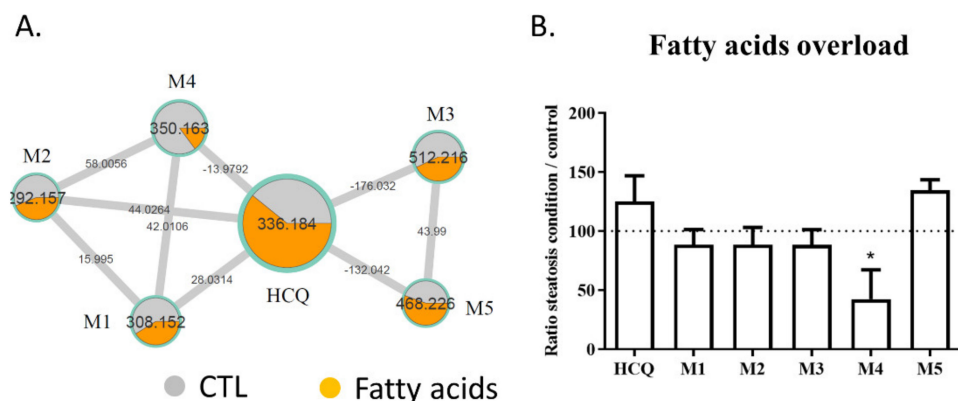 A.
M4
350.163
M3
512.216
M2
292.157
58.0056
-13.9792
-176.032
44.0264
42.0106
336.184
43.99
15.995
28.0314
-132.042
HCQ
M1
308.152
468.226
M5
CTL
Fatty acids
B.
Fatty acids overload
Ratio steatosis condition / control
200
150
100
50
0
*
HCQ M1 M2 M3 M4 M5